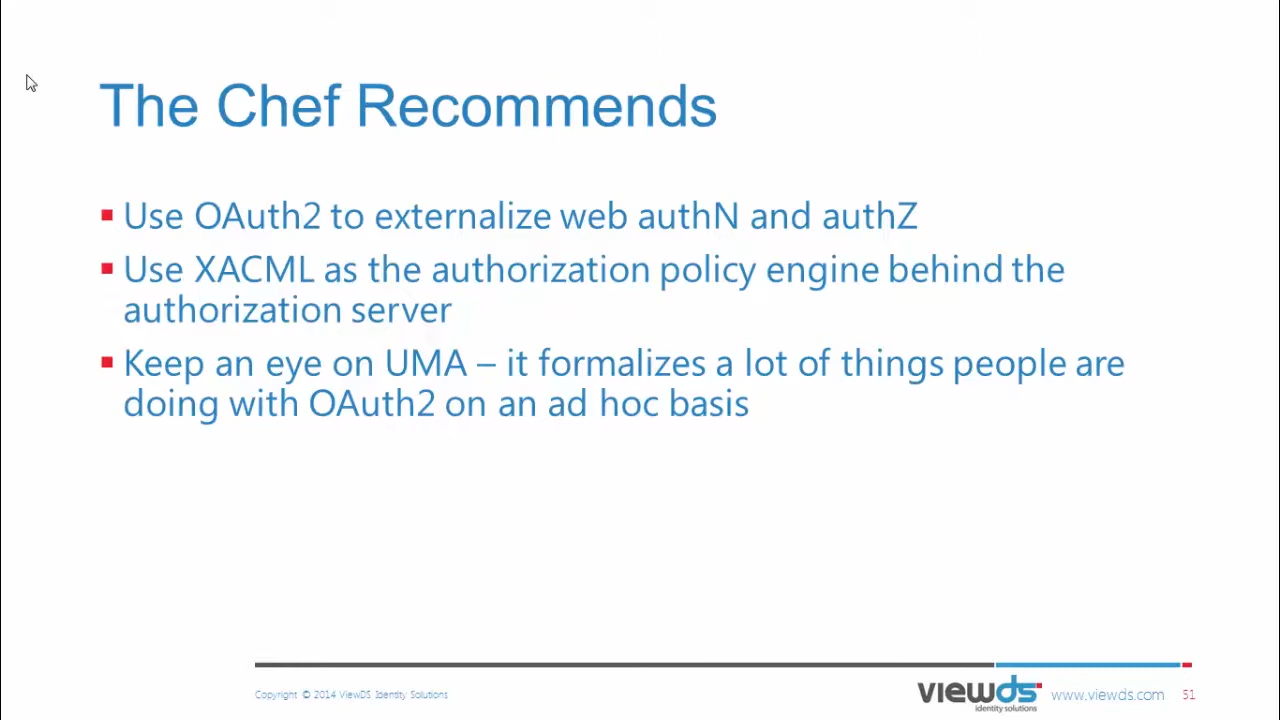 The Chef Recommends
Use OAuth2 to externalize web authN and authZ
Use XACML as the authorization policy engine behind the
authorization server
Keep an eye on UMA – it formalizes a lot of things people are
doing with OAuth2 on an ad hoc basis
Copyright © 2014 ViewDS Identity Solutions
viewds
identity solutions
www.viewds.com
51